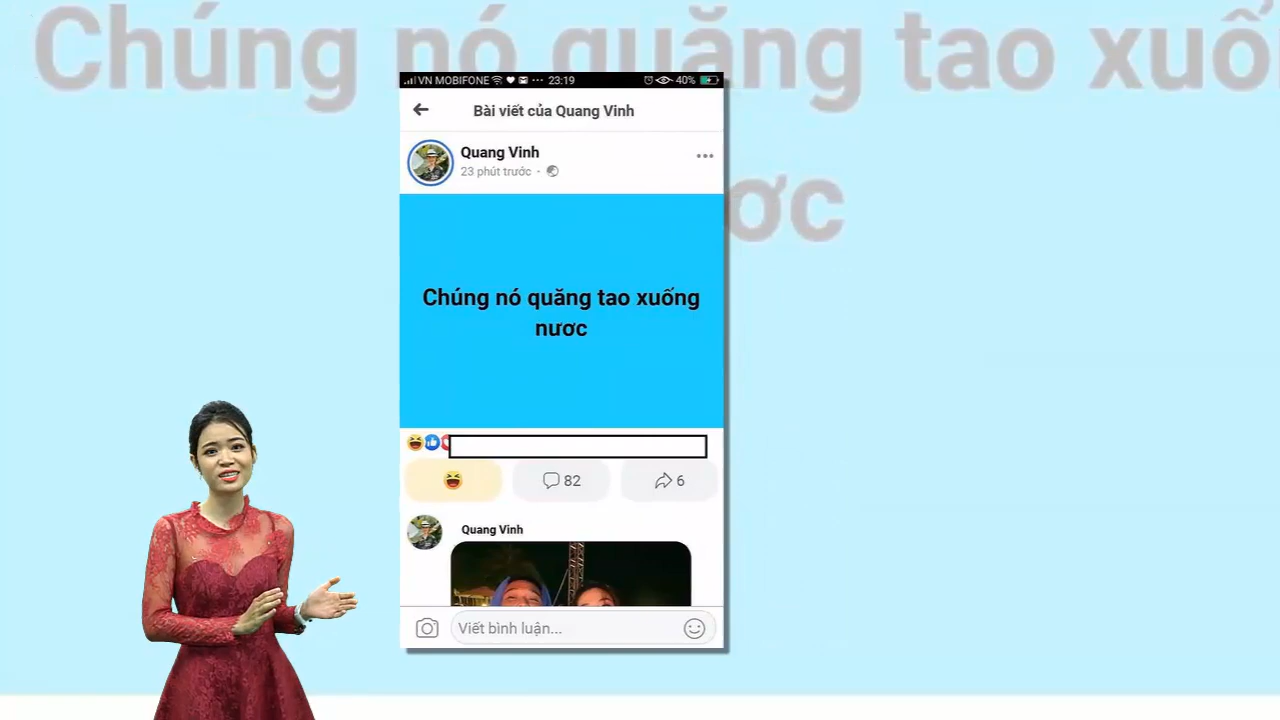 Chúng nó quăng tao xuố
ơc
VN MOBIFONE 23:19 40%
Bài viết của Quang Vinh
Quang Vinh
23 phút trước
Chúng nó quăng tao xuống
nươc
82 6
Quang Vinh
Viết bình luận...